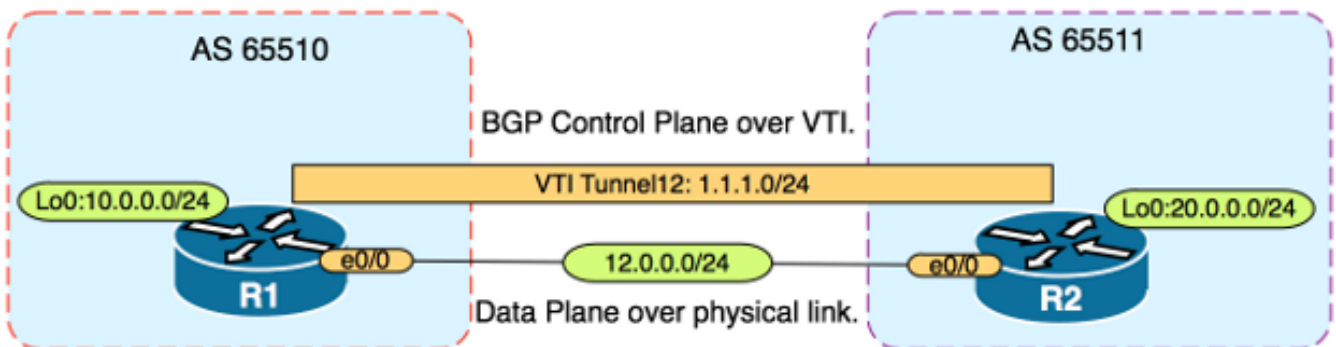 AS 65510
AS 65511
BGP Control Plane over VTI.
VTI Tunnel12: 1.1.1.0/24
Lo0:10.0.0.0/24
Lo0:20.0.0.0/24
e0/0
12.0.0.0/24
e0/0
R1
R2
Data Plane over physical link.